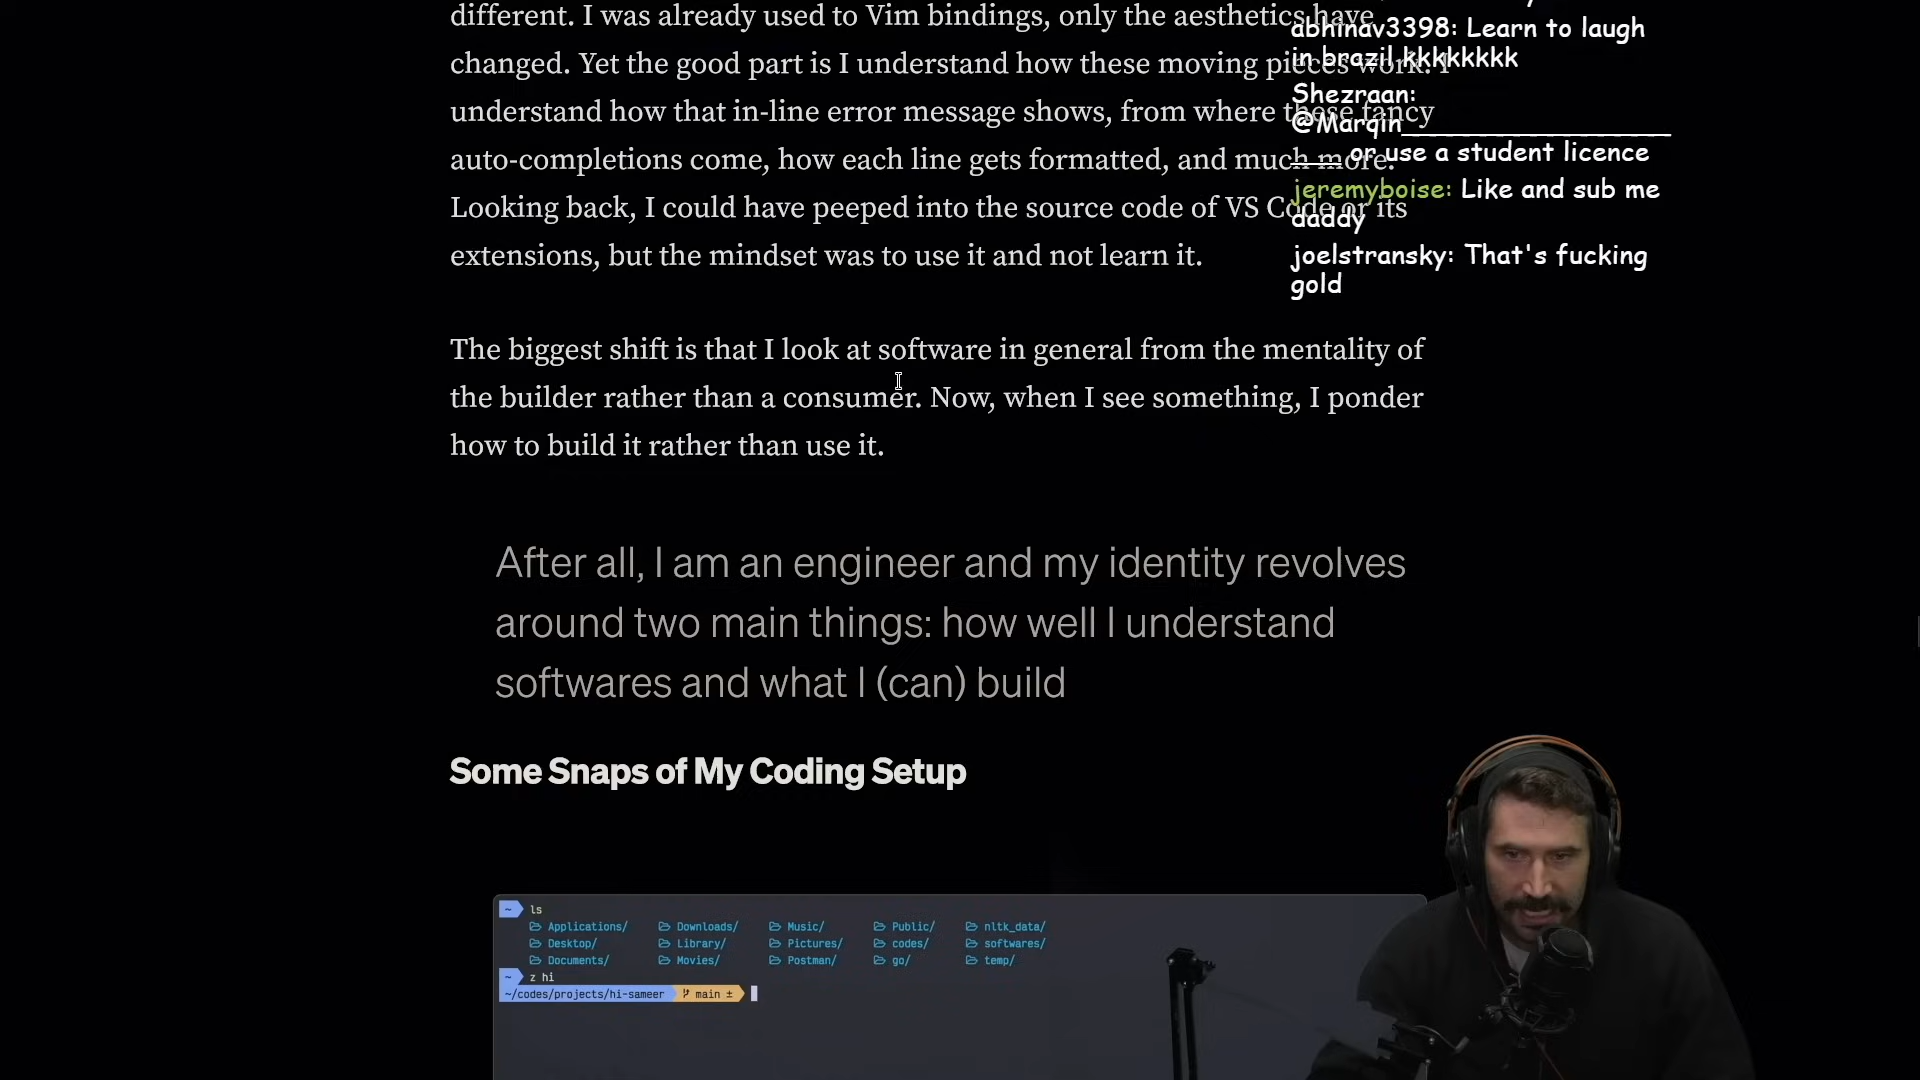 different. I was already used to Vim bindings, only the aesthetics have
changed. Yet the good part is I understand how these moving pieces work. I
understand how that in-line error message shows, from where those fancy
auto-completions come, how each line gets formatted, and much more.
Looking back, I could have peeped into the source code of VS Code or its
extensions, but the mindset was to use it and not learn it.
The biggest shift is that I look at software in general from the mentality of
the builder rather than a consumer. Now, when I see something, I ponder
how to build it rather than use it.
After all, I am an engineer and my identity revolves
around two main things: how well I understand
softwares and what I (can) build
Some Snaps of My Coding Setup
~ ls
Applications/ Downloads/ Music/ Public/ nltk_data/
Desktop/ Library/ Pictures/ codes/ softwares/
Documents/ Movies/ Postman/ go/ temp/
~ z hi
~/codes/projects/hi-sameer main ±
abhinav3398: Learn to laugh
in brazil kkkkkkkk
Shezraan:
@Marqin__________________
___ or use a student licence
jeremyboise: Like and sub me
daddy
joelstransky: That's fucking
gold